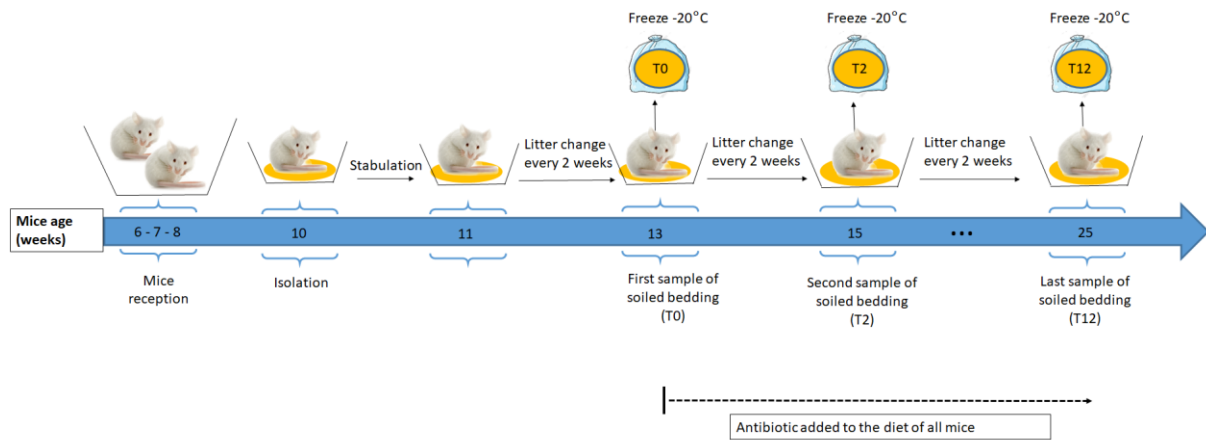 Freeze -20°C
Freeze -20°C
Freeze -20°C
T0
T2
T12
Stabulation
Litter change
every 2 weeks
Litter change
every 2 weeks
Litter change
every 2 weeks
Mice age
(weeks)
6 - 7 - 8
10
11
13
15
•••
25
Mice
reception
Isolation
First sample of
soiled bedding
(T0)
Second sample of
soiled bedding
(T2)
Last sample of
soiled bedding
(T12)
Antibiotic added to the diet of all mice